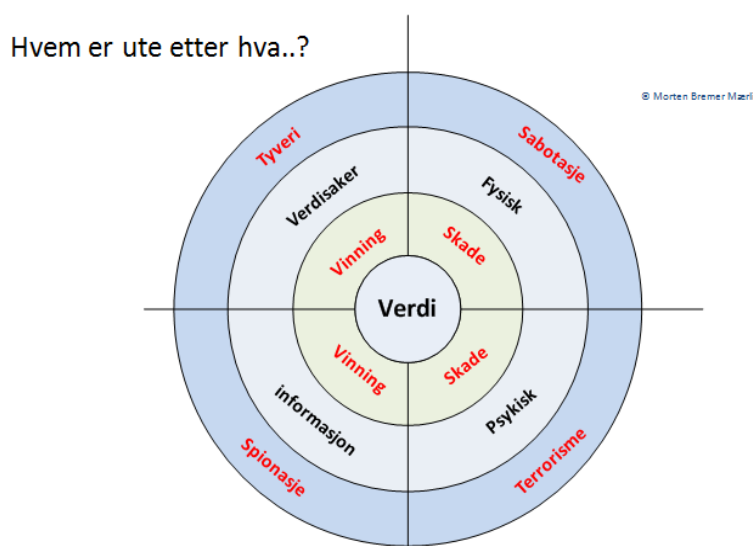 Hvem er ute etter hva..?
© Morten Bremer Mærli
Tyveri
Sabotasje
Verdisaker
Fysisk
Vinning
Skade
Verdi
Vinning
Skade
informasjon
Psykisk
Spionasje
Terrorisme